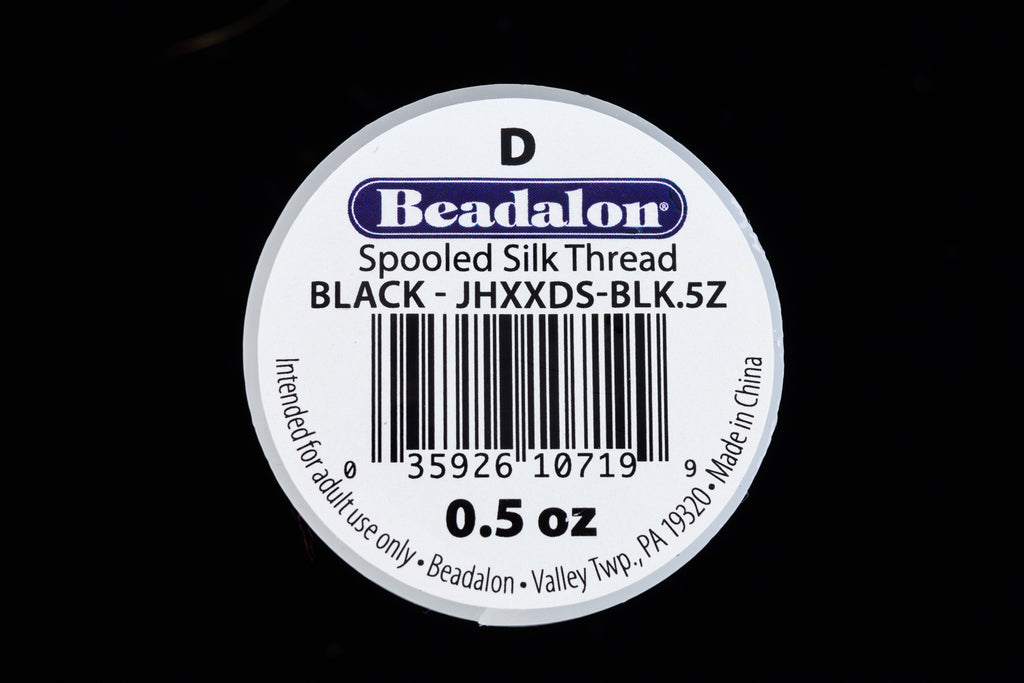 D
Beadalon®
Spooled Silk Thread
BLACK - JHXXDS-BLK.5Z
0 35926 10719 9
0.5 oz
Intended for adult use only • Beadalon • Valley Twp., PA 19320 • Made in China